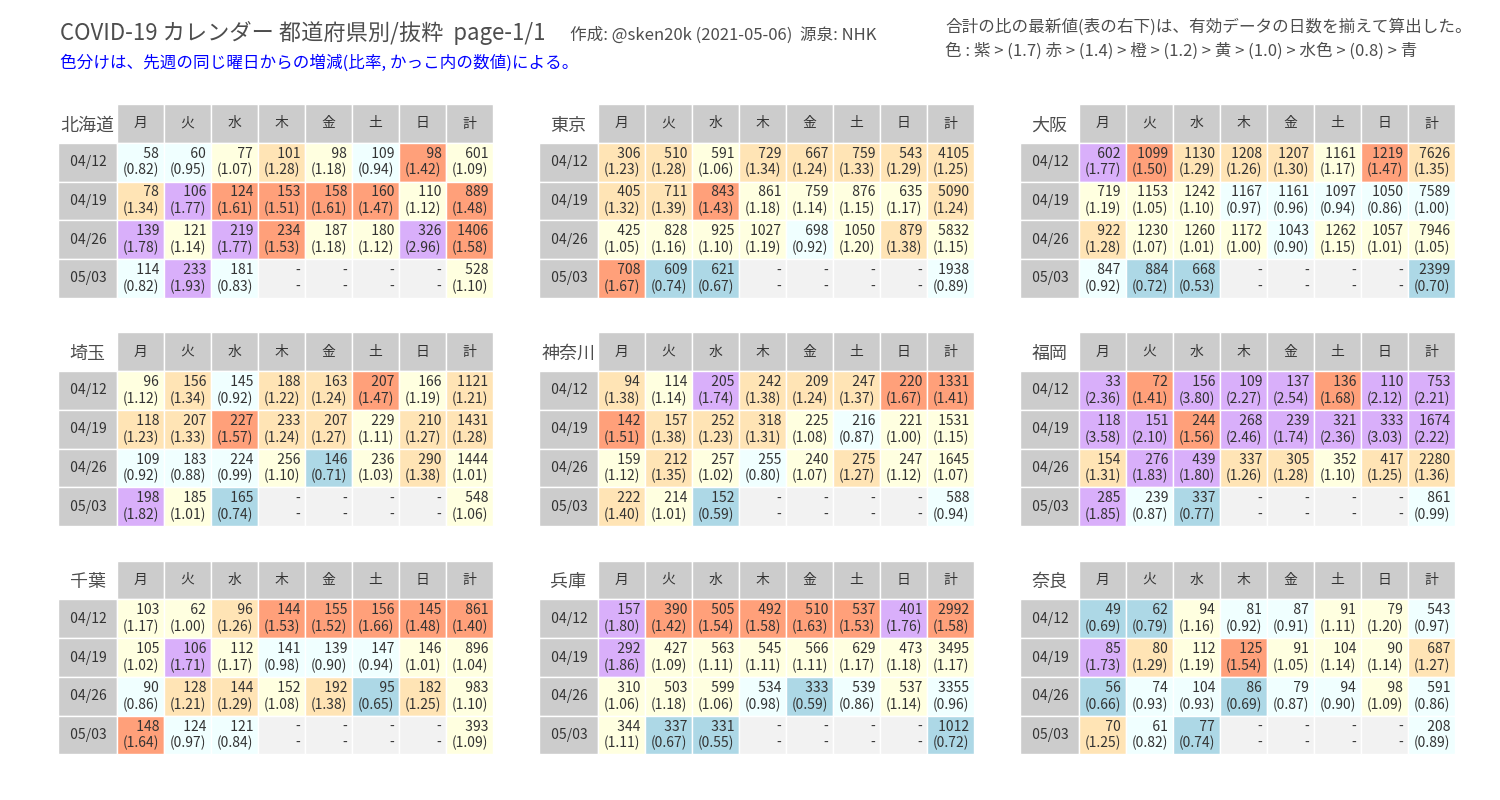 COVID-19 カレンダー 都道府県別/抜粋 page-1/1 作成: @sken20k (2021-05-06) 源泉: NHK
色分けは、先週の同じ曜日からの増減(比率, かっこ内の数値)による。
合計の比の最新値(表の右下)は、有効データの日数を揃えて算出した。
色 : 紫 > (1.7) 赤 > (1.4) > 橙 > (1.2) > 黄 > (1.0) > 水色 > (0.8) > 青
北海道 月 火 水 木 金 土 日 計
04/12 58 60 77 101 98 109 98 601
(0.82) (0.95) (1.07) (1.28) (1.18) (0.94) (1.42) (1.09)
04/19 78 106 124 153 158 160 110 889
(1.34) (1.77) (1.61) (1.51) (1.61) (1.47) (1.12) (1.48)
04/26 139 121 219 234 187 180 326 1406
(1.78) (1.14) (1.77) (1.53) (1.18) (1.12) (2.96) (1.58)
05/03 114 233 181 - - - - 528
(0.82) (1.93) (0.83) - - - - (1.10)
東京 月 火 水 木 金 土 日 計
04/12 306 510 591 729 667 759 543 4105
(1.23) (1.28) (1.06) (1.34) (1.24) (1.33) (1.29) (1.25)
04/19 405 711 843 861 759 876 635 5090
(1.32) (1.39) (1.43) (1.18) (1.14) (1.15) (1.17) (1.24)
04/26 425 828 925 1027 698 1050 879 5832
(1.05) (1.16) (1.10) (1.19) (0.92) (1.20) (1.38) (1.15)
05/03 708 609 621 - - - - 1938
(1.67) (0.74) (0.67) - - - - (0.89)
大阪 月 火 水 木 金 土 日 計
04/12 602 1099 1130 1208 1207 1161 1219 7626
(1.77) (1.50) (1.29) (1.26) (1.30) (1.17) (1.47) (1.35)
04/19 719 1153 1242 1167 1161 1097 1050 7589
(1.19) (1.05) (1.10) (0.97) (0.96) (0.94) (0.86) (1.00)
04/26 922 1230 1260 1172 1043 1262 1057 7946
(1.28) (1.07) (1.01) (1.00) (0.90) (1.15) (1.01) (1.05)
05/03 847 884 668 - - - - 2399
(0.92) (0.72) (0.53) - - - - (0.70)
埼玉 月 火 水 木 金 土 日 計
04/12 96 156 145 188 163 207 166 1121
(1.12) (1.34) (0.92) (1.22) (1.24) (1.47) (1.19) (1.21)
04/19 118 207 227 233 207 229 210 1431
(1.23) (1.33) (1.57) (1.24) (1.27) (1.11) (1.27) (1.28)
04/26 109 183 224 256 146 236 290 1444
(0.92) (0.88) (0.99) (1.10) (0.71) (1.03) (1.38) (1.01)
05/03 198 185 165 - - - - 548
(1.82) (1.01) (0.74) - - - - (1.06)
神奈川 月 火 水 木 金 土 日 計
04/12 94 114 205 242 209 247 220 1331
(1.38) (1.14) (1.74) (1.38) (1.24) (1.37) (1.67) (1.41)
04/19 142 157 252 318 225 216 221 1531
(1.51) (1.38) (1.23) (1.31) (1.08) (0.87) (1.00) (1.15)
04/26 159 212 257 255 240 275 247 1645
(1.12) (1.35) (1.02) (0.80) (1.07) (1.27) (1.12) (1.07)
05/03 222 214 152 - - - - 588
(1.40) (1.01) (0.59) - - - - (0.94)
福岡 月 火 水 木 金 土 日 計
04/12 33 72 156 109 137 136 110 753
(2.36) (1.41) (3.80) (2.27) (2.54) (1.68) (2.12) (2.21)
04/19 118 151 244 268 239 321 333 1674
(3.58) (2.10) (1.56) (2.46) (1.74) (2.36) (3.03) (2.22)
04/26 154 276 439 337 305 352 417 2280
(1.31) (1.83) (1.80) (1.26) (1.28) (1.10) (1.25) (1.36)
05/03 285 239 337 - - - - 861
(1.85) (0.87) (0.77) - - - - (0.99)
千葉 月 火 水 木 金 土 日 計
04/12 103 62 96 144 155 156 145 861
(1.17) (1.00) (1.26) (1.53) (1.52) (1.66) (1.48) (1.40)
04/19 105 106 112 141 139 147 146 896
(1.02) (1.71) (1.17) (0.98) (0.90) (0.94) (1.01) (1.04)
04/26 90 128 144 152 192 95 182 983
(0.86) (1.21) (1.29) (1.08) (1.38) (0.65) (1.25) (1.10)
05/03 148 124 121 - - - - 393
(1.64) (0.97) (0.84) - - - - (1.09)
兵庫 月 火 水 木 金 土 日 計
04/12 157 390 505 492 510 537 401 2992
(1.80) (1.42) (1.54) (1.58) (1.63) (1.53) (1.76) (1.58)
04/19 292 427 563 545 566 629 473 3495
(1.86) (1.09) (1.11) (1.11) (1.11) (1.17) (1.18) (1.17)
04/26 310 503 599 534 333 539 537 3355
(1.06) (1.18) (1.06) (0.98) (0.59) (0.86) (1.14) (0.96)
05/03 344 337 331 - - - - 1012
(1.11) (0.67) (0.55) - - - - (0.72)
奈良 月 火 水 木 金 土 日 計
04/12 49 62 94 81 87 91 79 543
(0.69) (0.79) (1.16) (0.92) (0.91) (1.11) (1.20) (0.97)
04/19 85 80 112 125 91 104 90 687
(1.73) (1.29) (1.19) (1.54) (1.05) (1.14) (1.14) (1.27)
04/26 56 74 104 86 79 94 98 591
(0.66) (0.93) (0.93) (0.69) (0.87) (0.90) (1.09) (0.86)
05/03 70 61 77 - - - - 208
(1.25) (0.82) (0.74) - - - - (0.89)